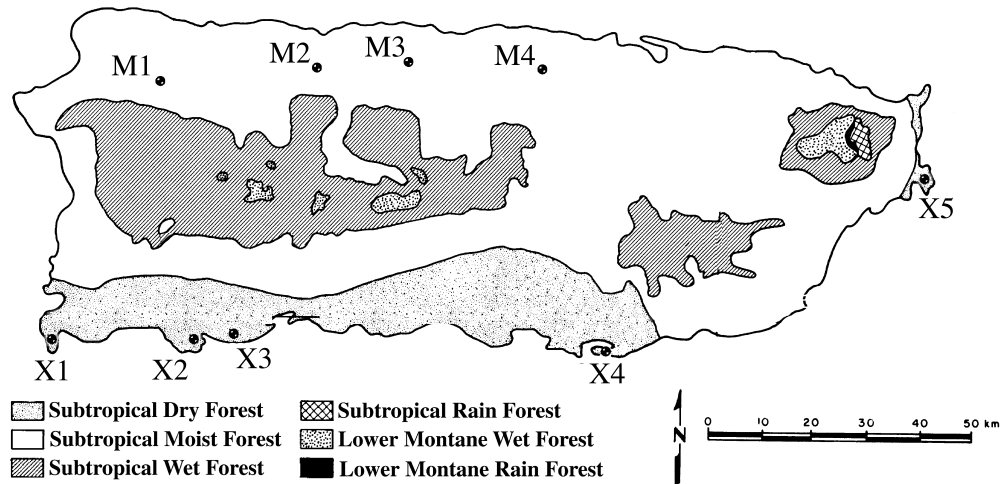 M1
M2
M3
M4
X5
X1
X2
X3
X4
Subtropical Dry Forest
Subtropical Moist Forest
Subtropical Wet Forest
Subtropical Rain Forest
Lower Montane Wet Forest
Lower Montane Rain Forest
N
0 10 20 30 40 50 km